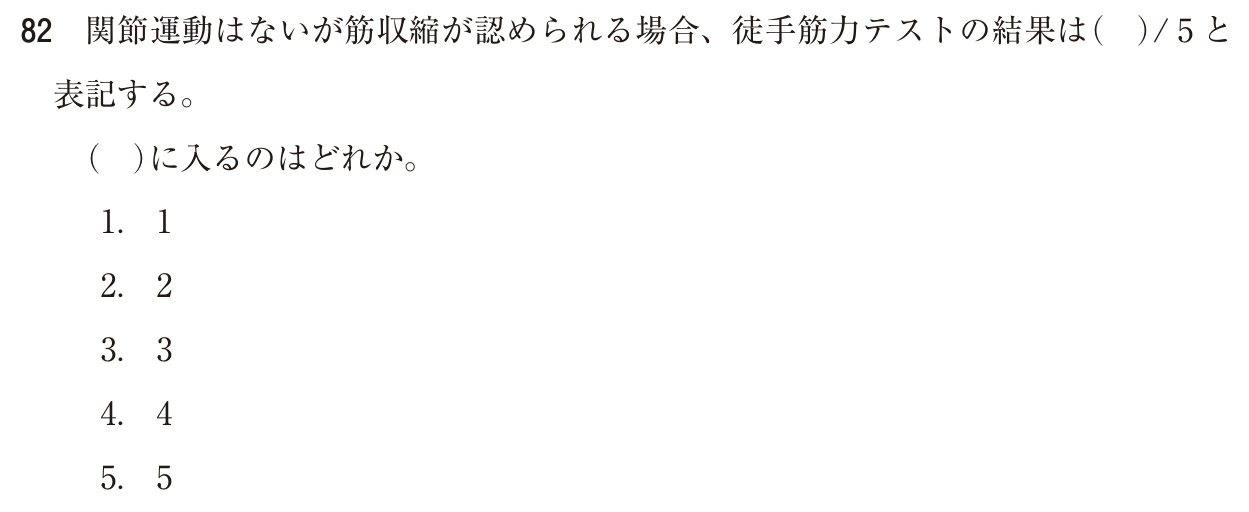 82 関節運動はないが筋収縮が認められる場合、徒手筋力テストの結果は( )/5と
表記する。
( )に入るのはどれか。
1. 1
2. 2
3. 3
4. 4
5. 5